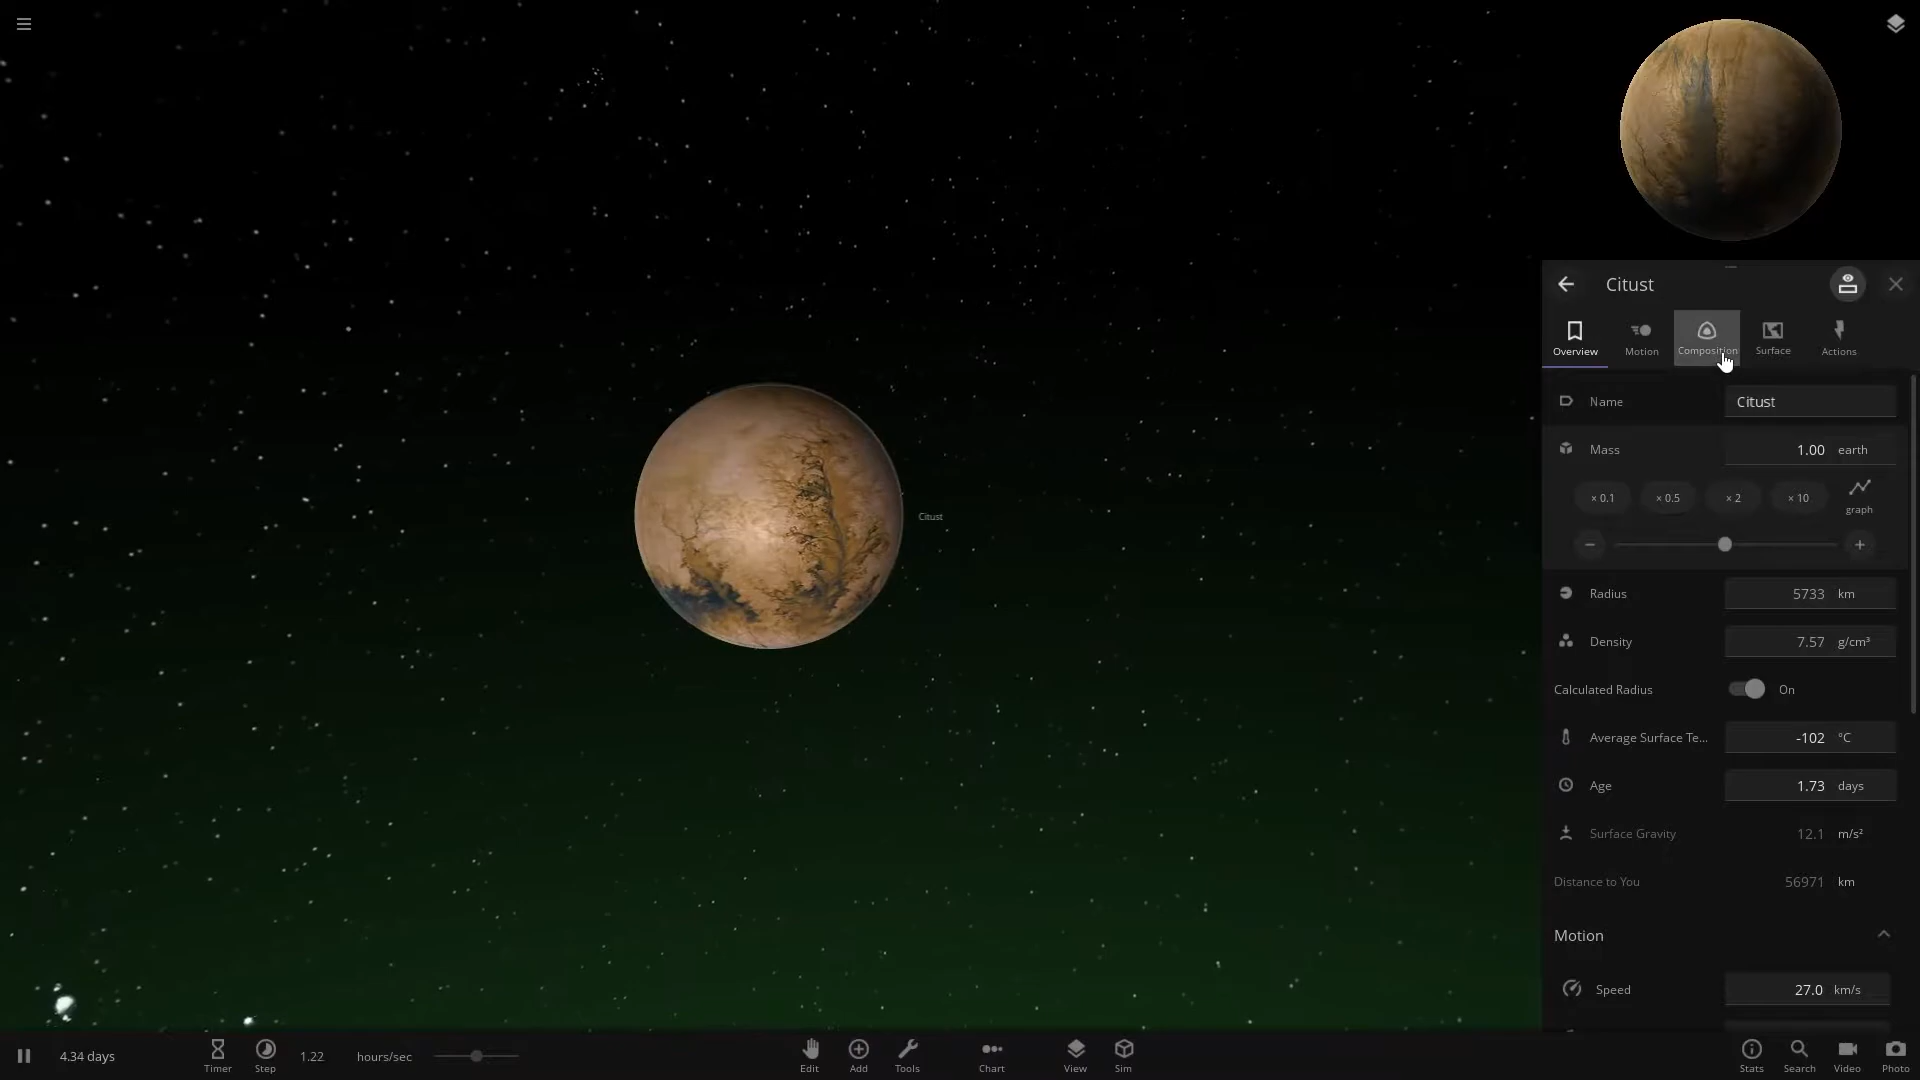 Citust
Overview
Motion
Composition
Surface
Actions
Name Citust
Mass 1.00 earth
× 0.1 × 0.5 × 2 × 10 graph
Citust
Radius 5733 km
Density 7.57 g/cm³
Calculated Radius On
Average Surface Te... -102 °C
Age 1.73 days
Surface Gravity 12.1 m/s²
Distance to You 56971 km
Motion
Speed 27.0 km/s
4.34 days
Timer
Step
1.22 hours/sec
Edit
Add
Tools
Chart
View
Sim
Stats
Search
Video
Photo